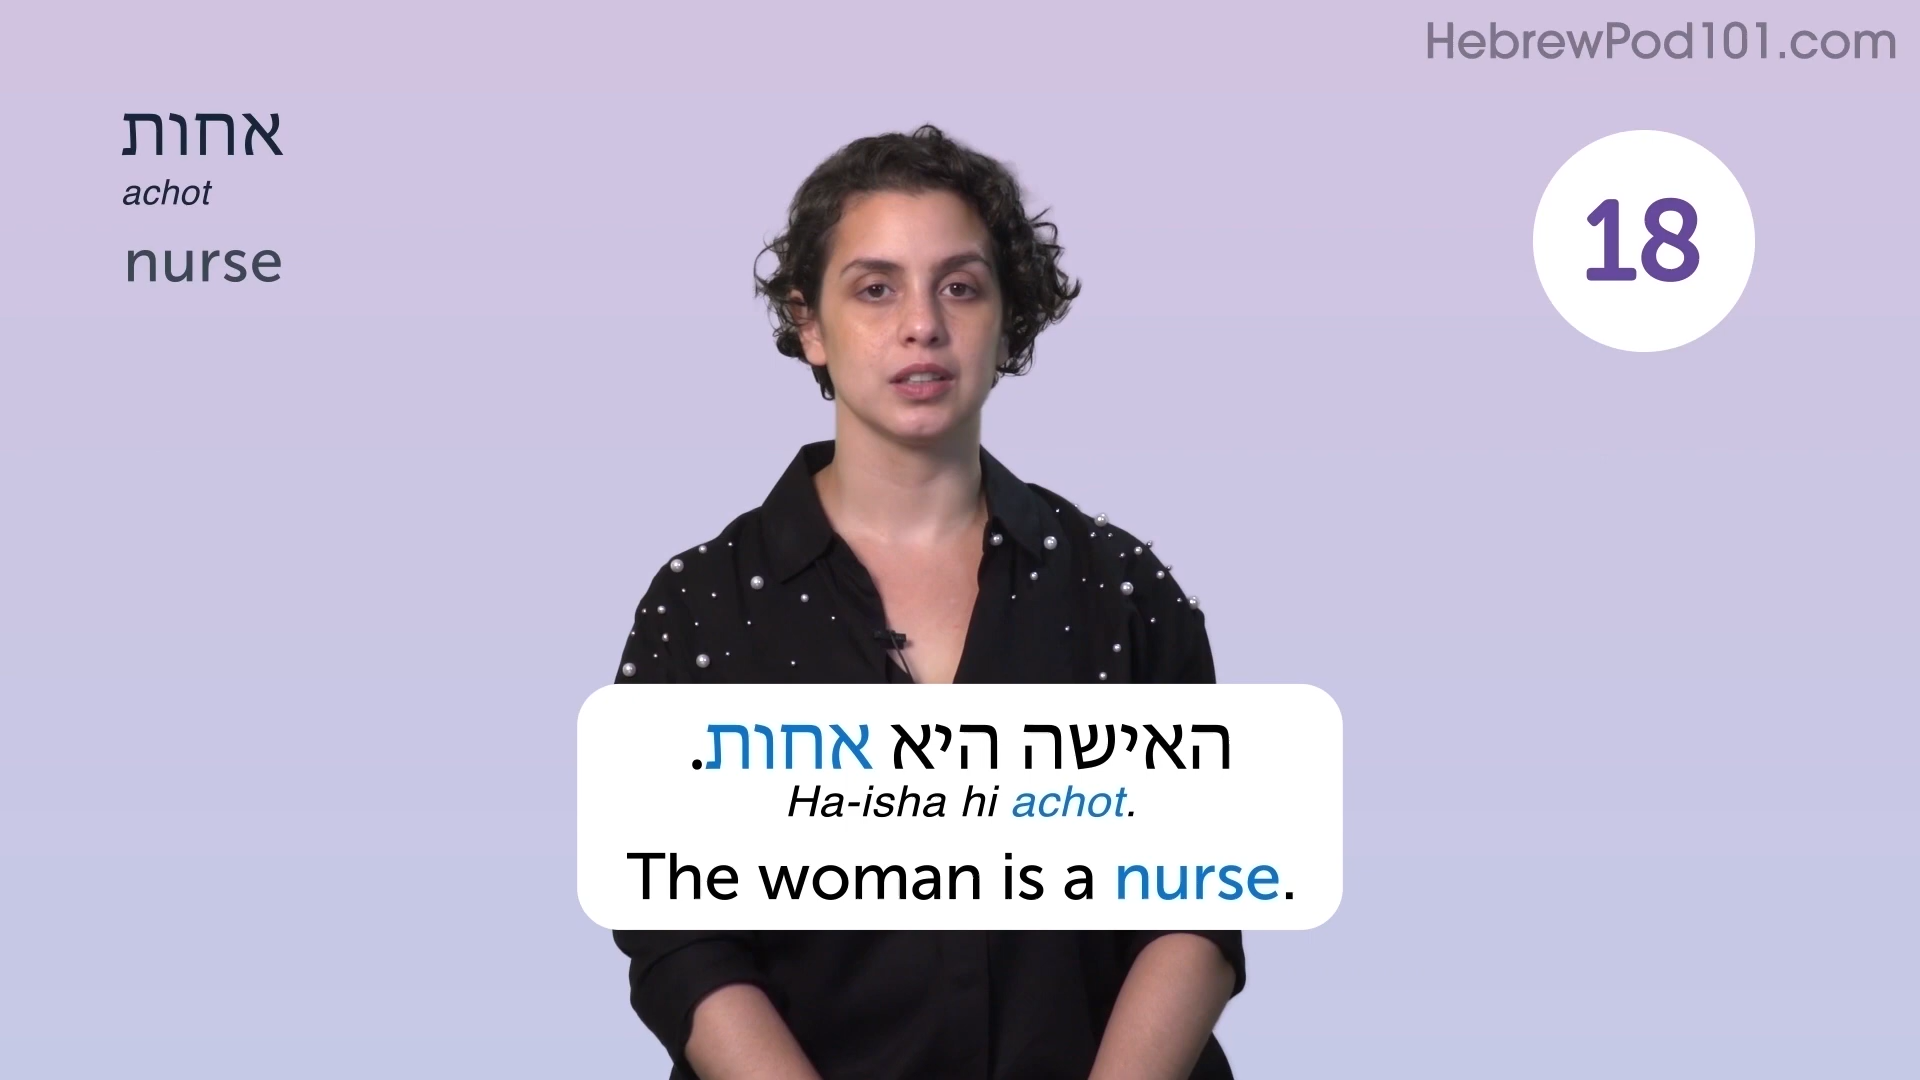 HebrewPod101.com
אחות
achot
nurse
18
האישה היא אחות.
Ha-isha hi achot.
The woman is a nurse.